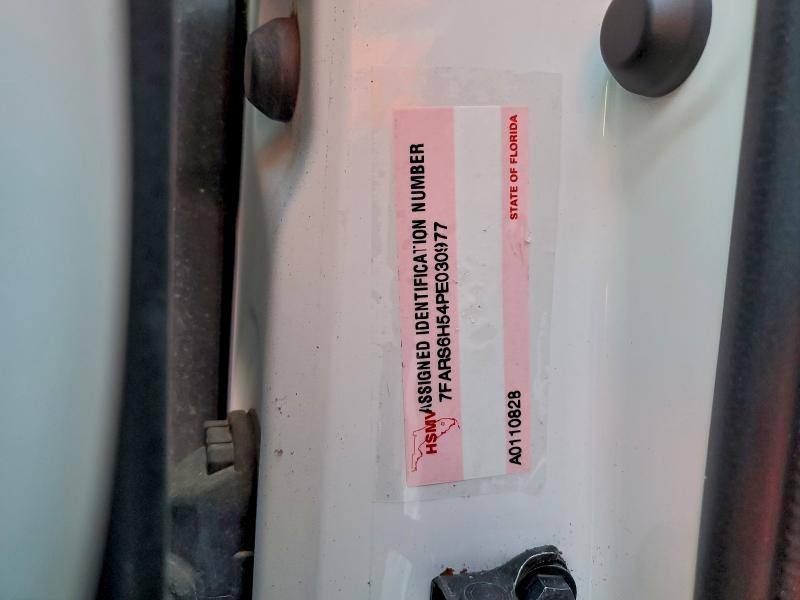 HSMV ASSIGNED IDENTIFICATION NUMBER
7FARS6H54PE030977
A0110828 STATE OF FLORIDA